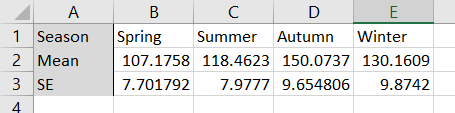 A B C D E
1 Season Spring Summer Autumn Winter
2 Mean 107.1758 118.4623 150.0737 130.1609
3 SE 7.701792 7.9777 9.654806 9.8742
4